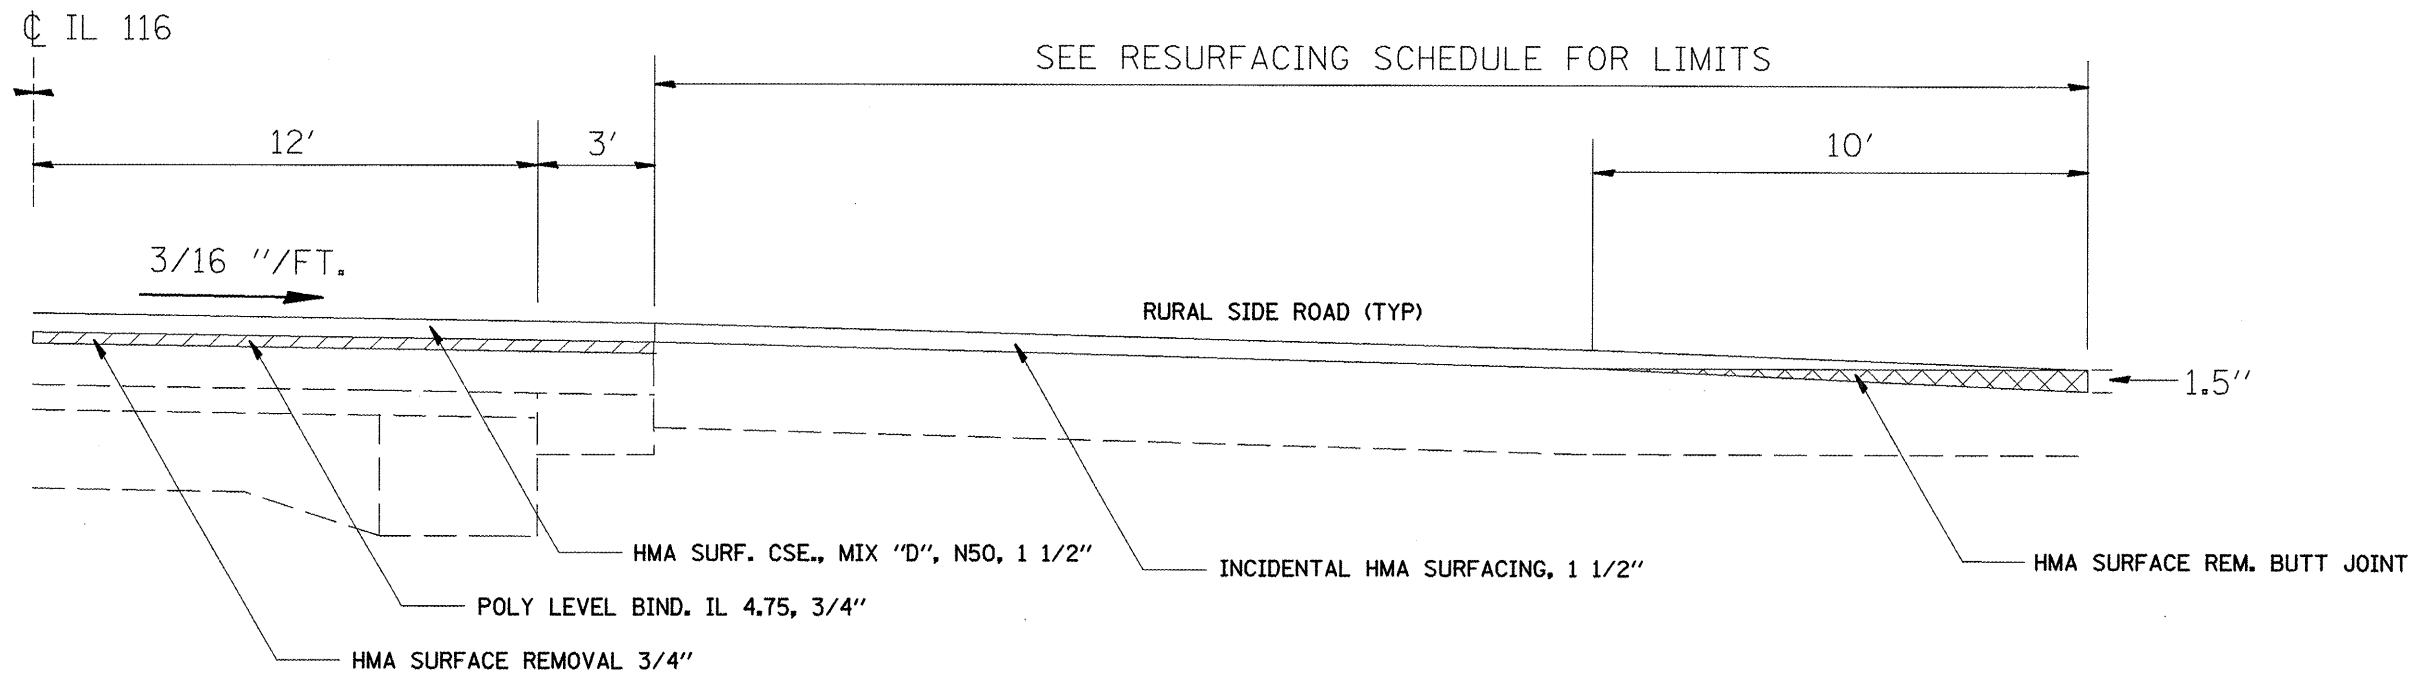 ℄ IL 116
SEE RESURFACING SCHEDULE FOR LIMITS
12'
3'
10'
3/16 "/FT.
RURAL SIDE ROAD (TYP)
1.5"
HMA SURF. CSE., MIX "D", N50, 1 1/2"
INCIDENTAL HMA SURFACING, 1 1/2"
HMA SURFACE REM. BUTT JOINT
POLY LEVEL BIND. IL 4.75, 3/4"
HMA SURFACE REMOVAL 3/4"